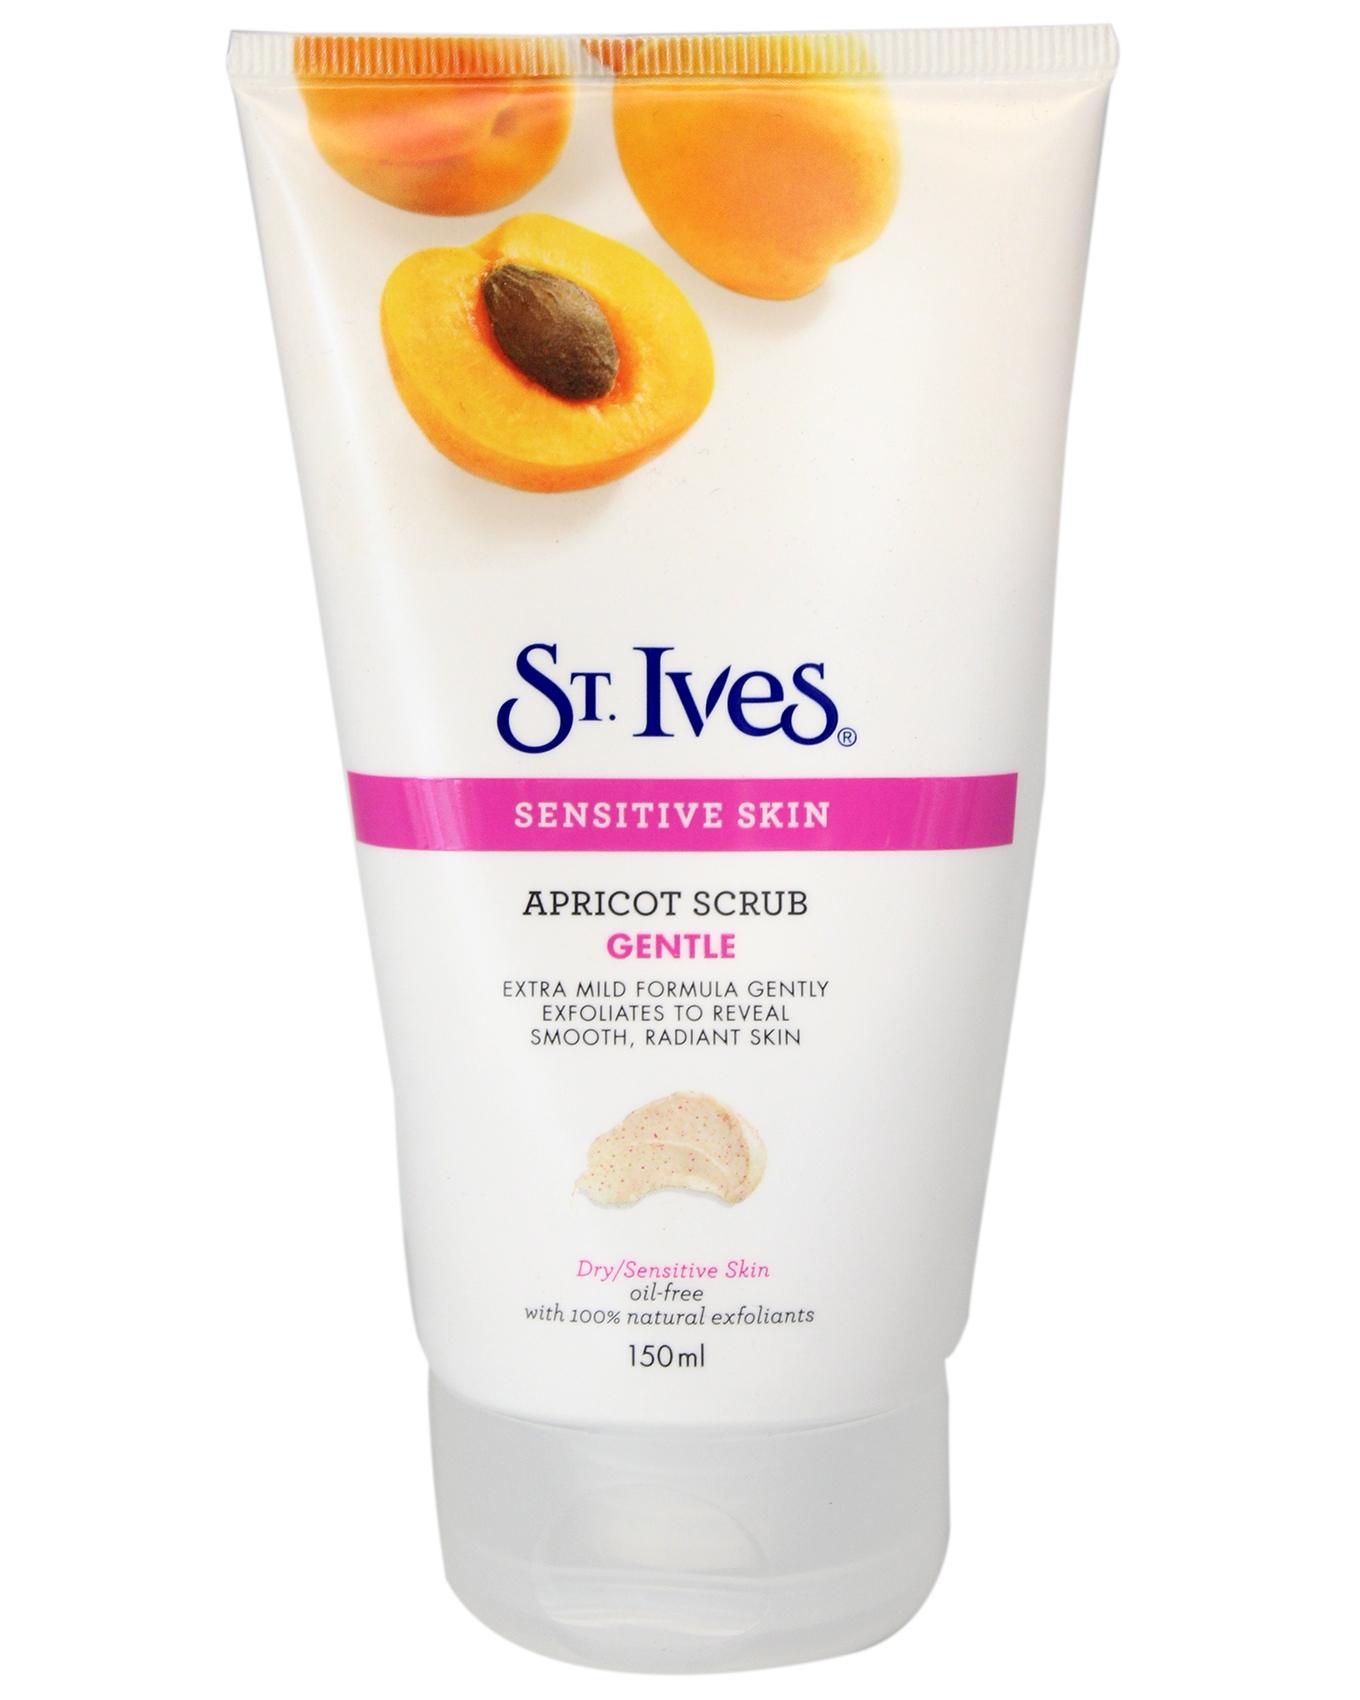 ST. IVES®
SENSITIVE SKIN
APRICOT SCRUB
GENTLE
EXTRA MILD FORMULA GENTLY
EXFOLIATES TO REVEAL
SMOOTH, RADIANT SKIN
Dry/Sensitive Skin
oil-free
with 100% natural exfoliants
150ml